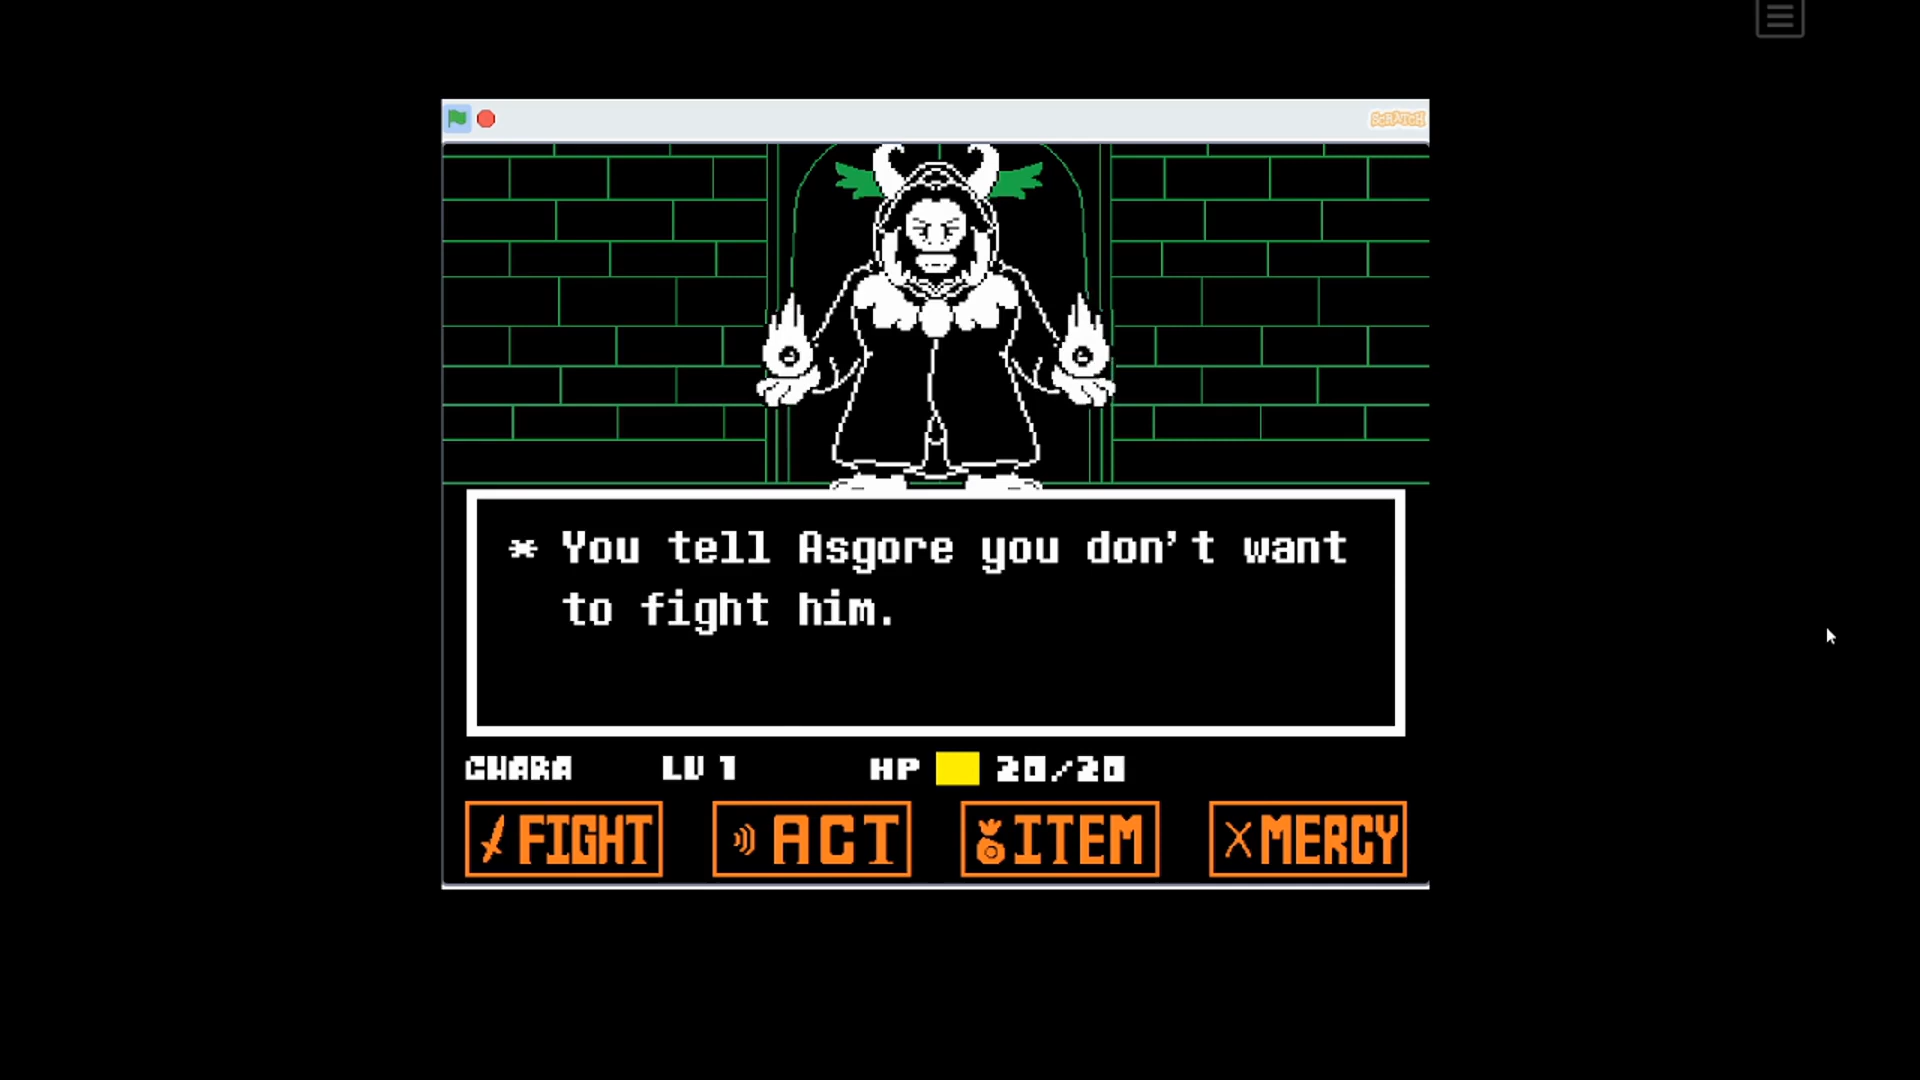 SCRATCH
* You tell Asgore you don't want
to fight him.
CHARA LV 1 HP 20/20
FIGHT ACT ITEM MERCY